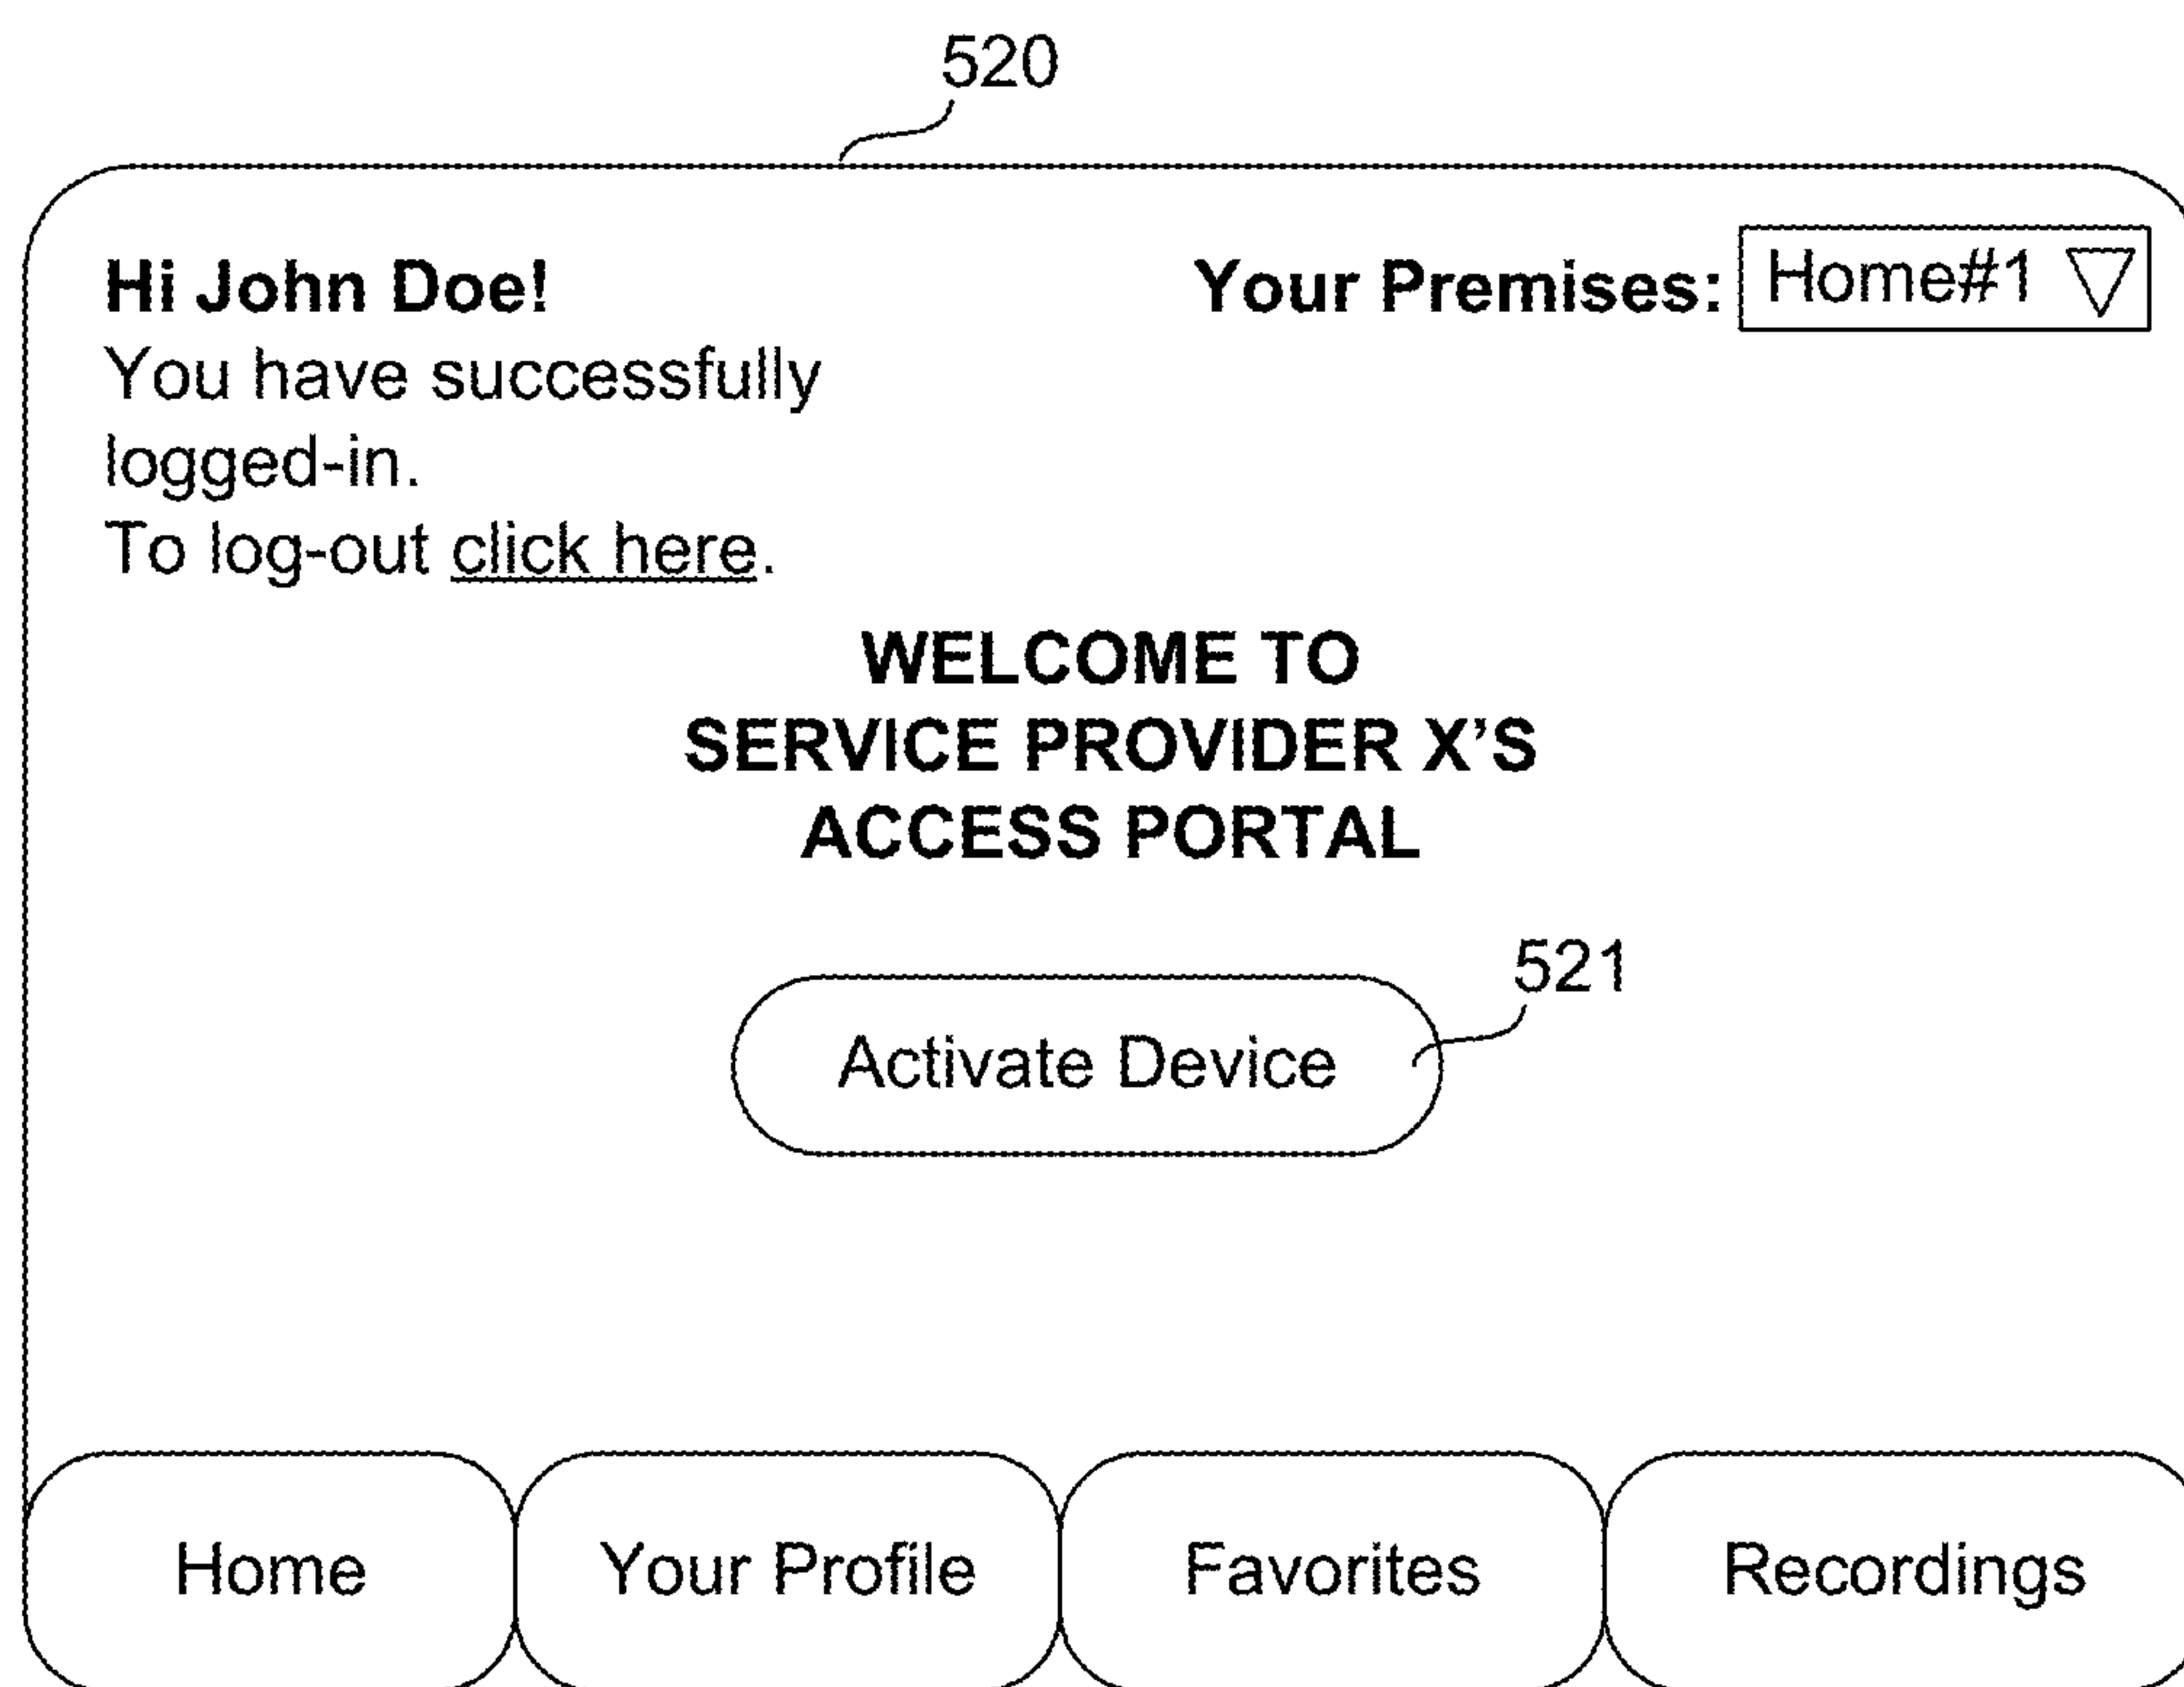 520
Hi John Doe!
Your Premises: Home#1
You have successfully
logged-in.
To log-out click here.
WELCOME TO
SERVICE PROVIDER X'S
ACCESS PORTAL
521
Activate Device
Home
Your Profile
Favorites
Recordings